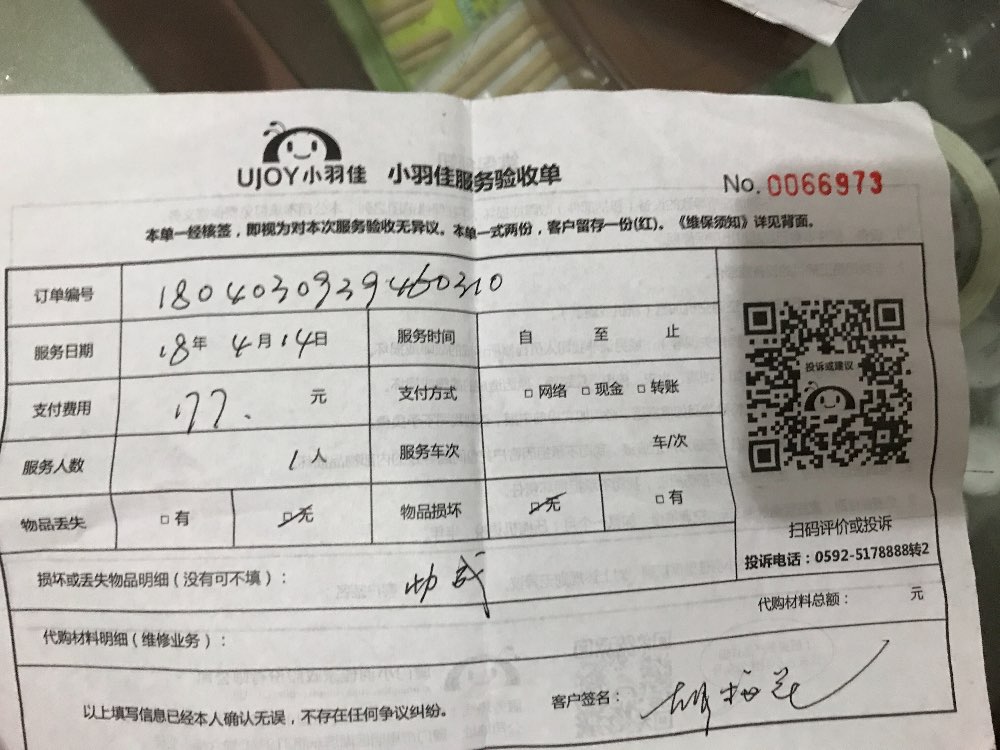 UJOY小羽佳 小羽佳服务验收单
No. 0066973
本单一经核签，即视为对本次服务验收无异议。本单一式两份，客户留存一份(红)。《维保须知》详见背面。
订单编号 1804030939460310
服务日期 18年 4月14日 服务时间 自 至 止
支付费用 177. 元 支付方式 □网络 □现金 □转账
服务人数 1人 服务车次 车/次
物品丢失 □有 □无 物品损坏 □无 □有
投诉或建议
扫码评价或投诉
投诉电话：0592-5178888转2
损坏或丢失物品明细（没有可不填）：
代购材料明细（维修业务）： 代购材料总额： 元
以上填写信息已经本人确认无误，不存在任何争议纠纷。 客户签名：